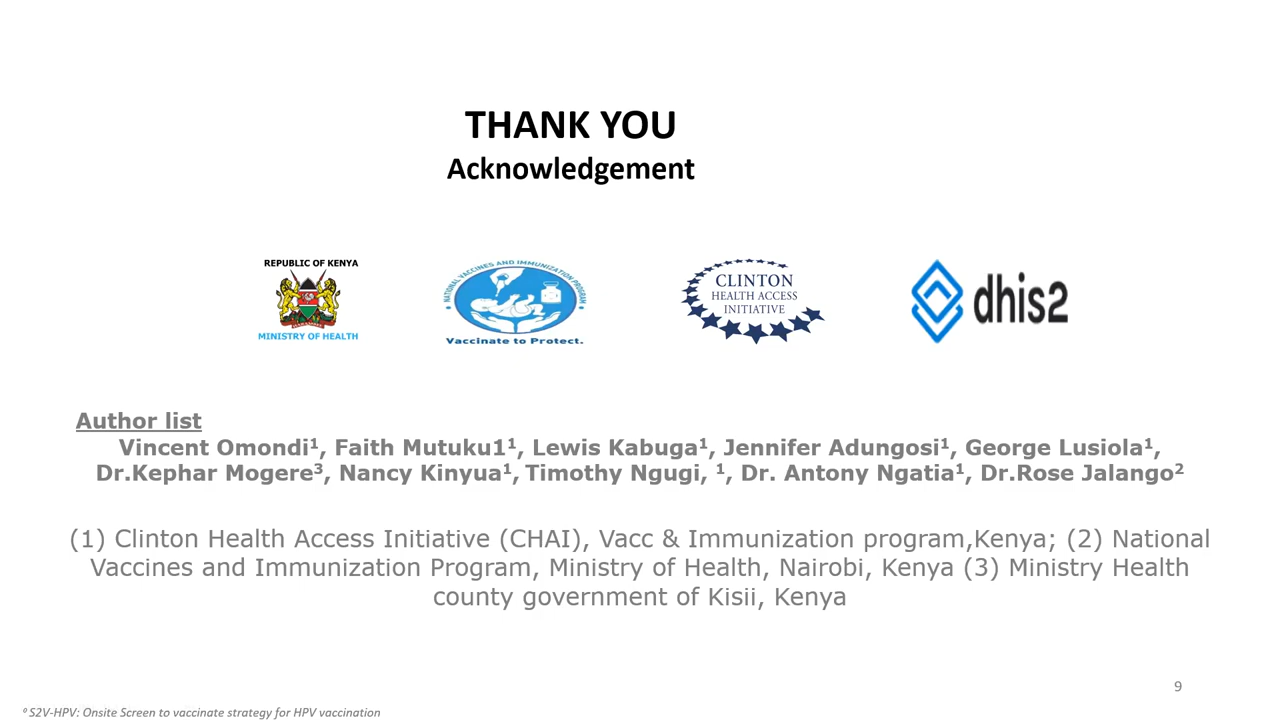 THANK YOU
Acknowledgement
REPUBLIC OF KENYA
MINISTRY OF HEALTH
NATIONAL VACCINES AND IMMUNIZATION PROGRAM
Vaccinate to Protect.
CLINTON
HEALTH ACCESS
INITIATIVE
dhis2
Author list
Vincent Omondi¹, Faith Mutuku1¹, Lewis Kabuga¹, Jennifer Adungosi¹, George Lusiola¹,
Dr.Kephar Mogere³, Nancy Kinyua¹, Timothy Ngugi, ¹, Dr. Antony Ngatia¹, Dr.Rose Jalango²
(1) Clinton Health Access Initiative (CHAI), Vacc & Immunization program,Kenya; (2) National
Vaccines and Immunization Program, Ministry of Health, Nairobi, Kenya (3) Ministry Health
county government of Kisii, Kenya
9
⁰ S2V-HPV: Onsite Screen to vaccinate strategy for HPV vaccination